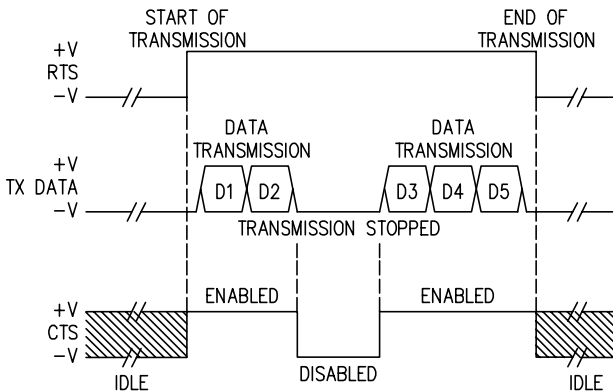 START OF
TRANSMISSION
END OF
TRANSMISSION
+V
RTS
−V
DATA
TRANSMISSION
DATA
TRANSMISSION
+V
TX DATA
−V
D1 D2 D3 D4 D5
TRANSMISSION STOPPED
+V
CTS
−V
ENABLED
ENABLED
DISABLED
IDLE
IDLE